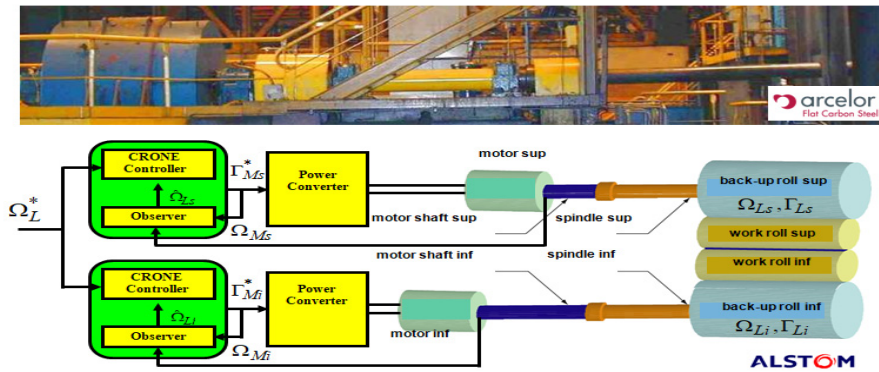 arcelor
Flat Carbon Steel
CRONE
Controller
Γ*Ms
Power
Converter
motor sup
back-up roll sup
Ω̂Ls
ΩLs , ΓLs
Ω*L
Observer
motor shaft sup
spindle sup
ΩMs
work roll sup
motor shaft inf
spindle inf
work roll inf
CRONE
Controller
Γ*Mi
Power
Converter
back-up roll inf
Ω̂Li
ΩLi , ΓLi
Observer
motor inf
ΩMi
ALSTOM